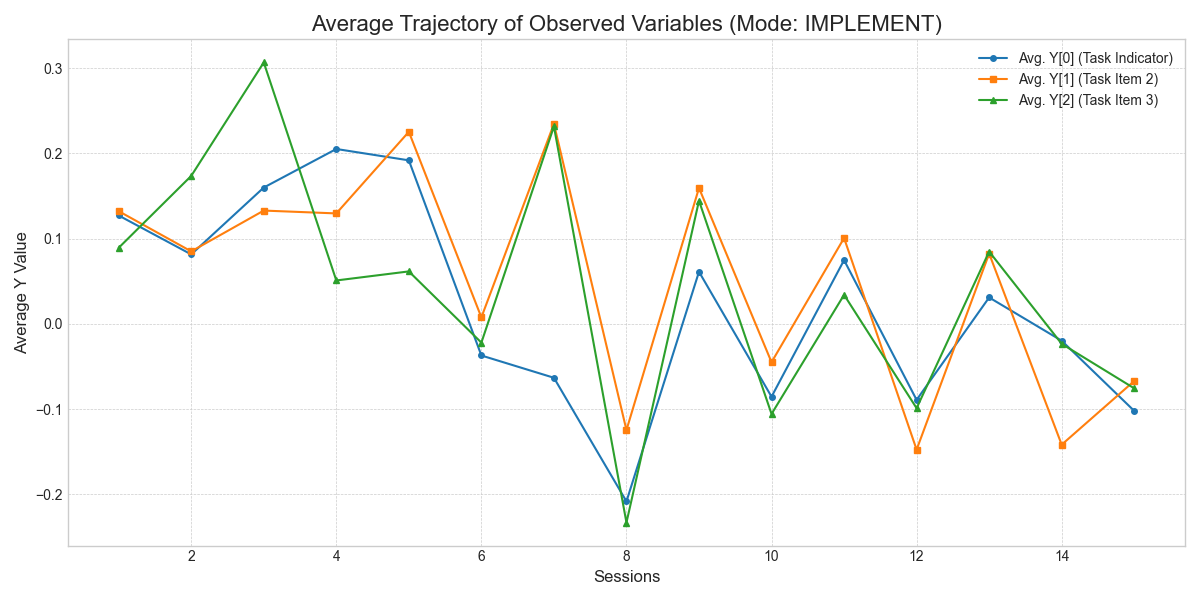 Average Trajectory of Observed Variables (Mode: IMPLEMENT)
Avg. Y[0] (Task Indicator)
Avg. Y[1] (Task Item 2)
Avg. Y[2] (Task Item 3)
Average Y Value
0.3
0.2
0.1
0.0
−0.1
−0.2
2 4 6 8 10 12 14
Sessions